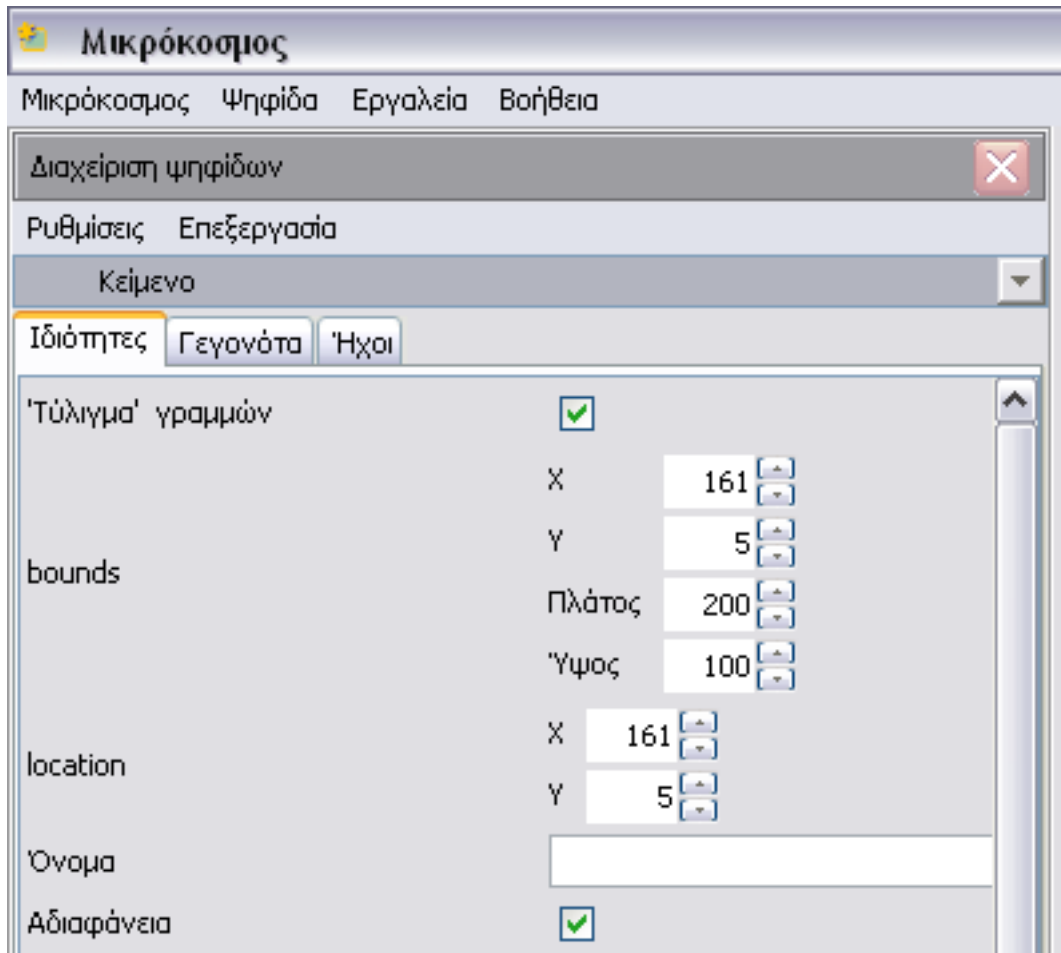 Μικρόκοσμος
Μικρόκοσμος Ψηφίδα Εργαλεία Βοήθεια
Διαχείριση ψηφίδων
Ρυθμίσεις Επεξεργασία
Κείμενο
Ιδιότητες Γεγονότα Ήχοι
'Τύλιγμα' γραμμών
X 161
Y 5
bounds
Πλάτος 200
Ύψος 100
X 161
location
Y 5
Όνομα
Αδιαφάνεια